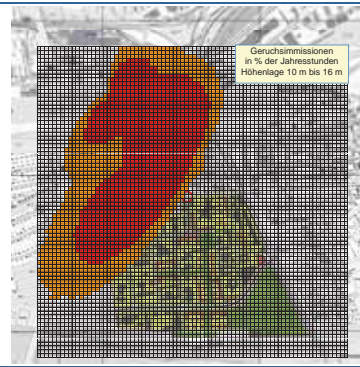 Geruchsimmissionen
in % der Jahresstunden
Höhenlage 10 m bis 16 m